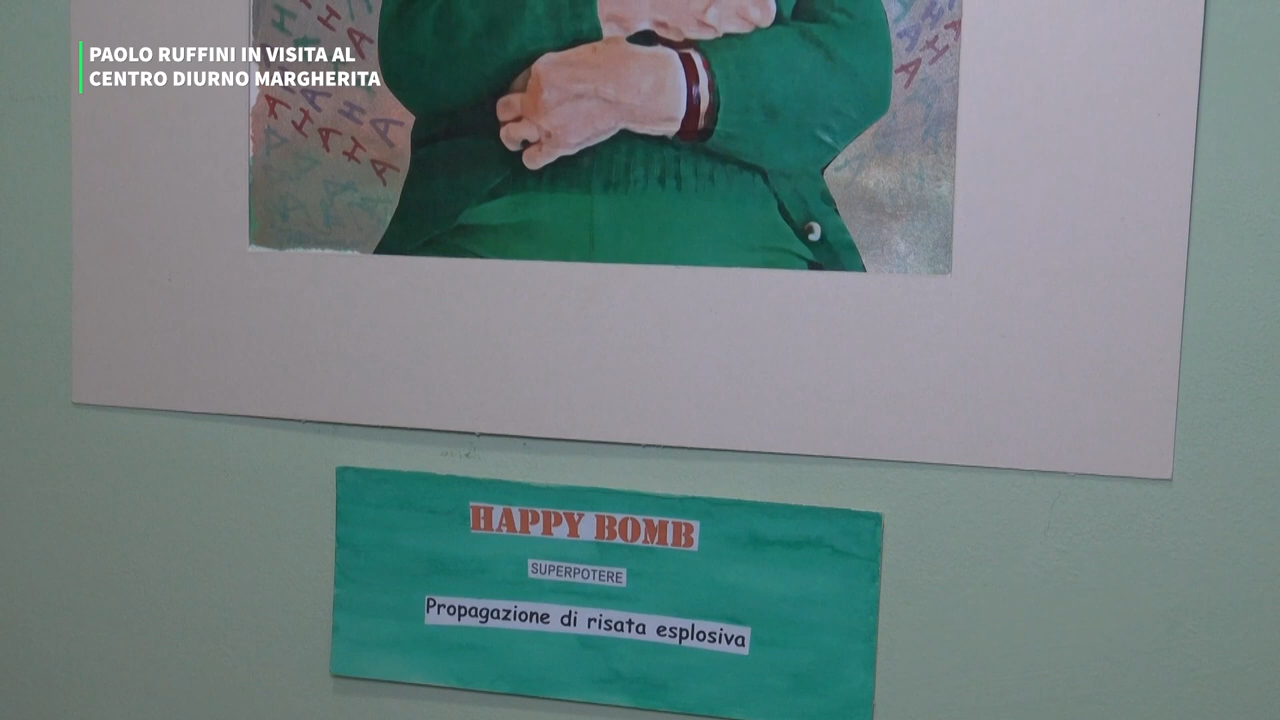 PAOLO RUFFINI IN VISITA AL
CENTRO DIURNO MARGHERITA
HAPPY BOMB
SUPERPOTERE
Propagazione di risata esplosiva